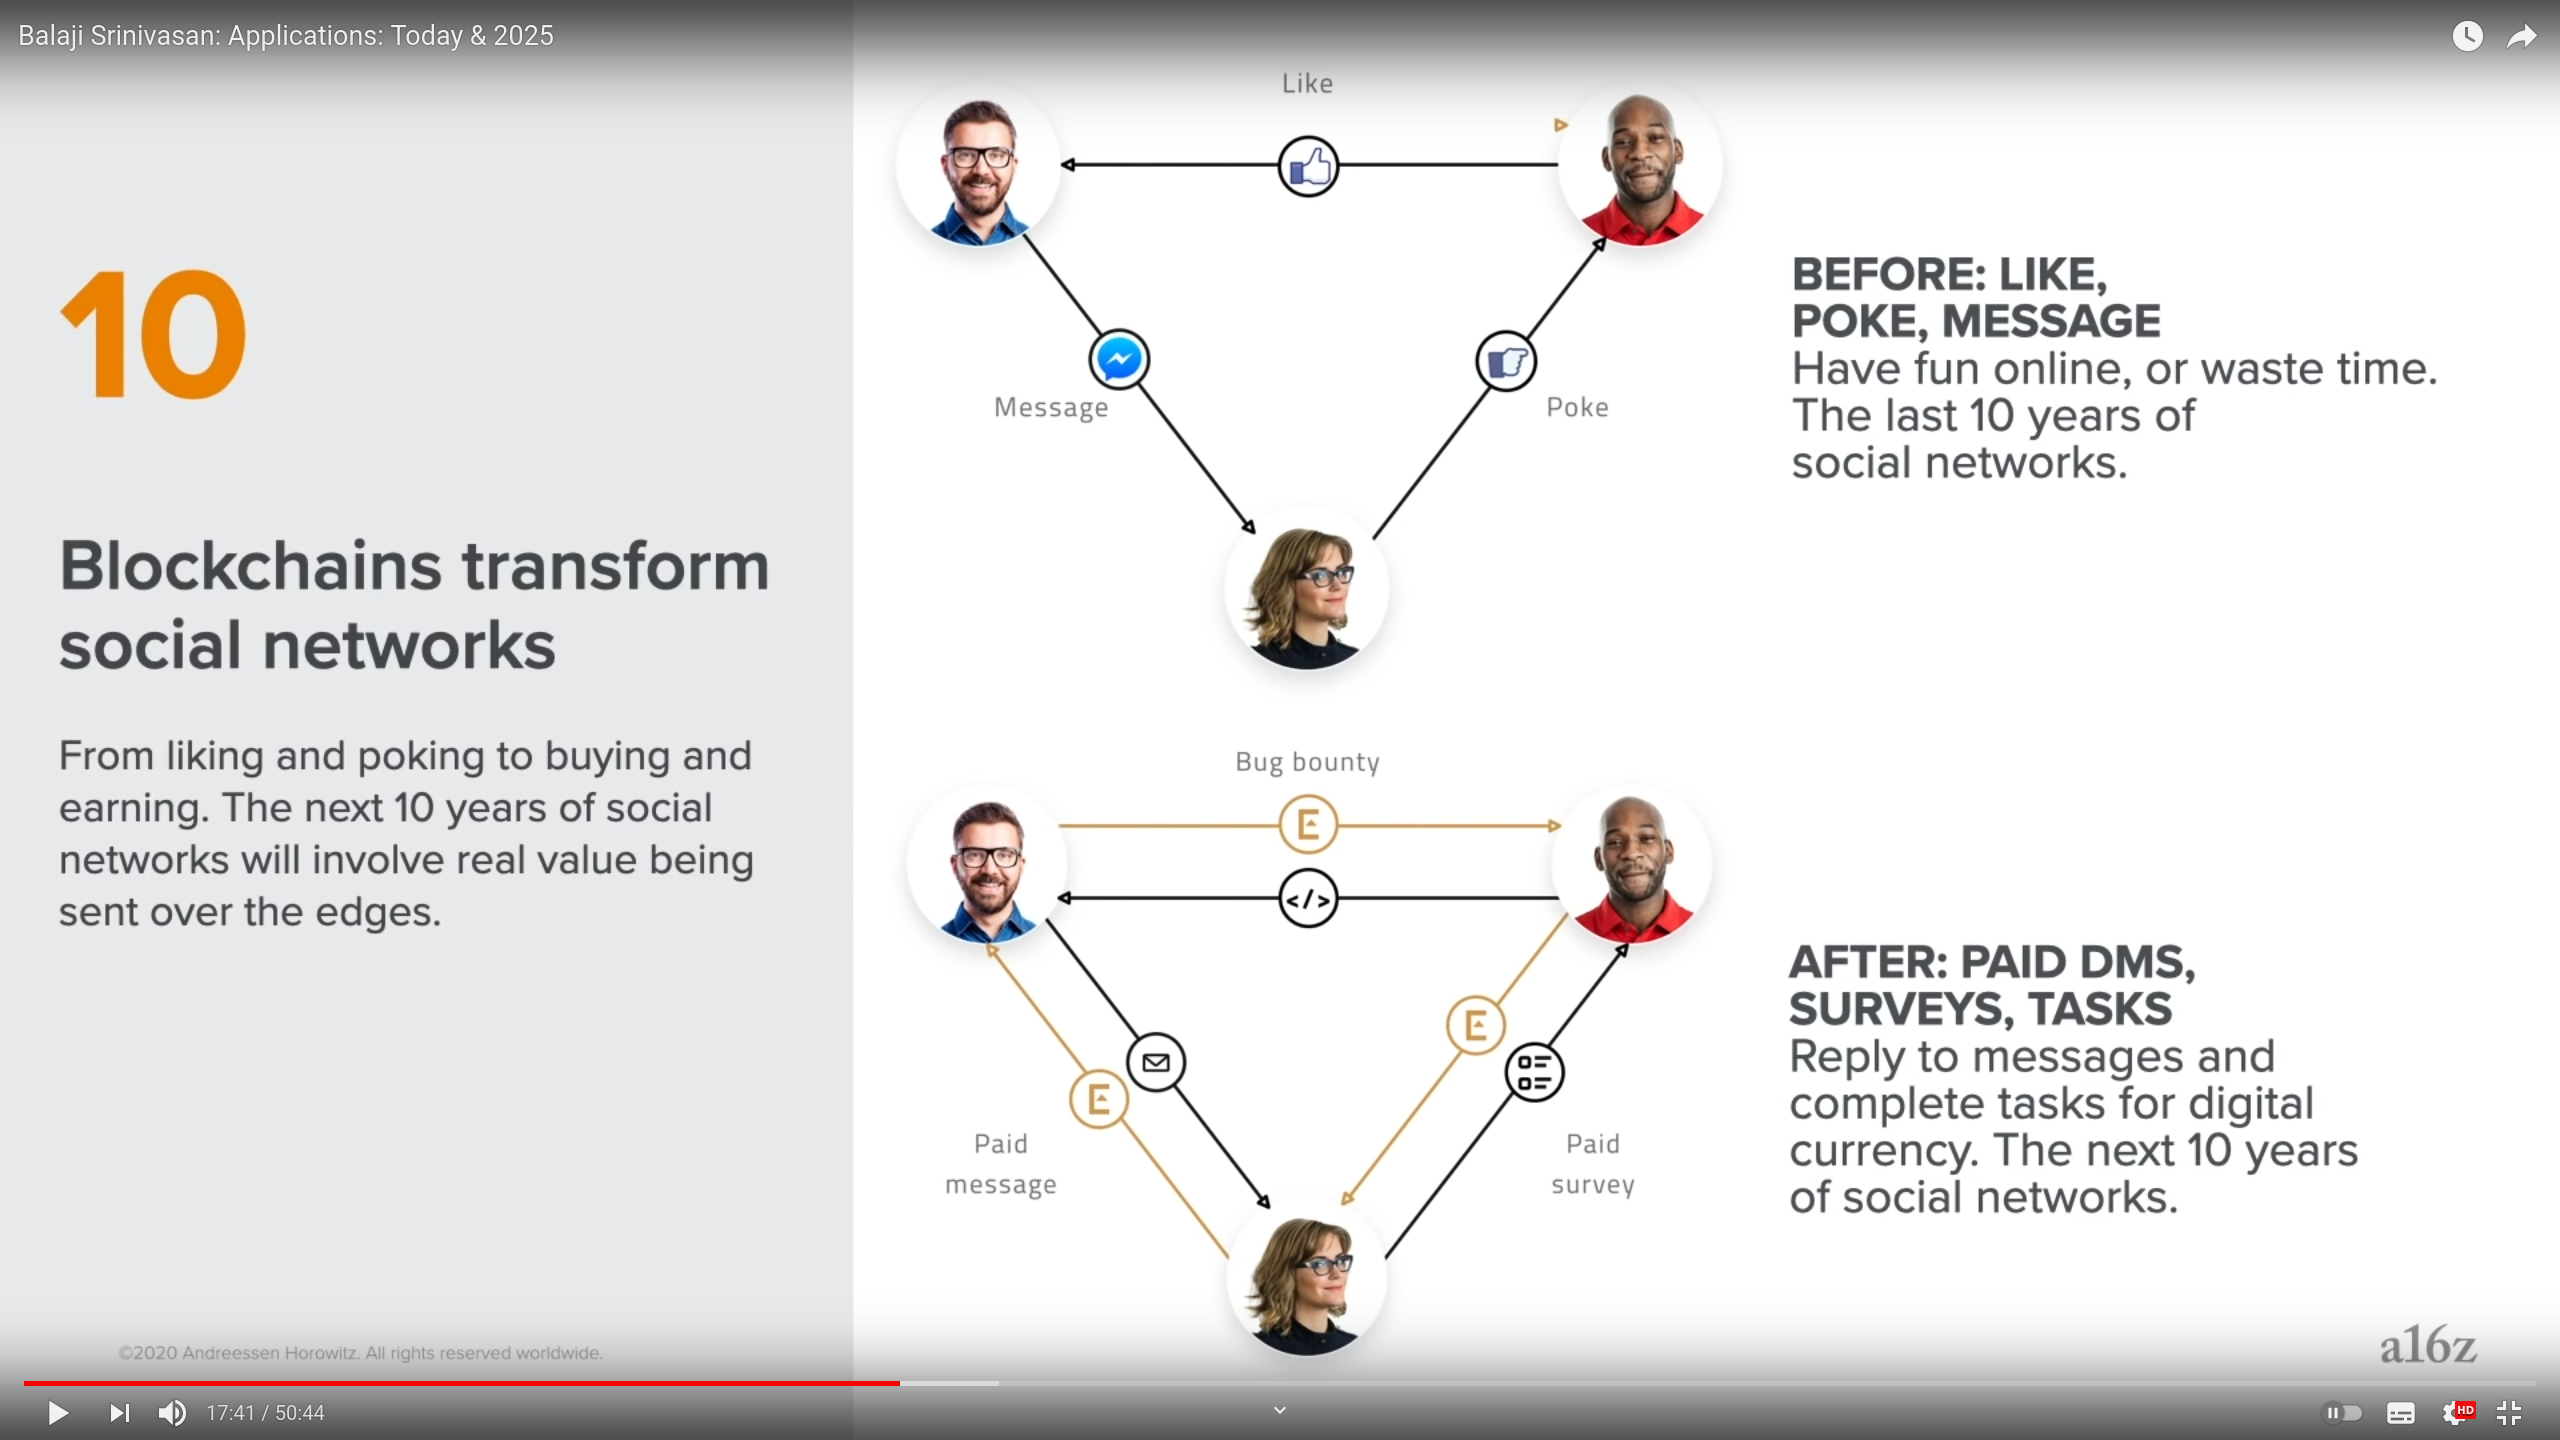 Balaji Srinivasan: Applications: Today & 2025
10
Blockchains transform
social networks
From liking and poking to buying and
earning. The next 10 years of social
networks will involve real value being
sent over the edges.
©2020 Andreessen Horowitz. All rights reserved worldwide.
Like
Message
Poke
BEFORE: LIKE,
POKE, MESSAGE
Have fun online, or waste time.
The last 10 years of
social networks.
Bug bounty
E
</>
E
E
Paid
message
Paid
survey
AFTER: PAID DMS,
SURVEYS, TASKS
Reply to messages and
complete tasks for digital
currency. The next 10 years
of social networks.
a16z
17:41 / 50:44
HD